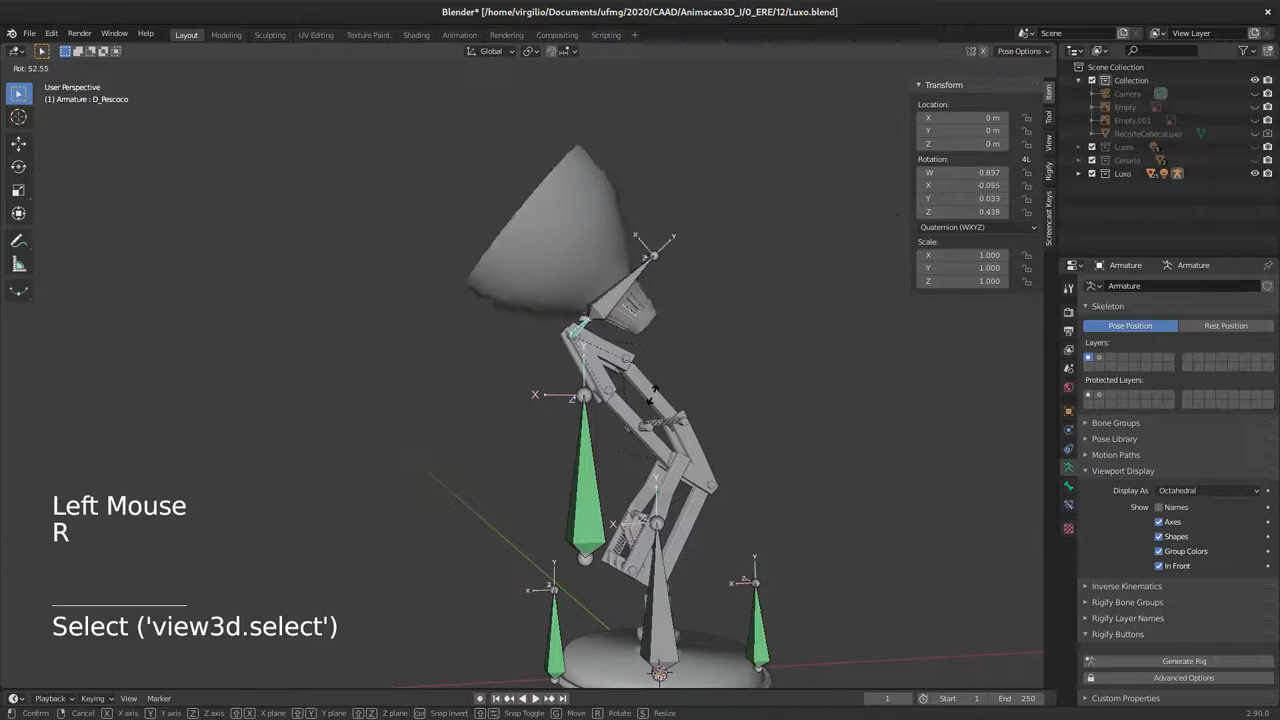 Blender* [/home/virgilio/Documents/ufmg/2020/CAAD/Animacao3D_I/0_ERE/12/Luxo.blend]
File Edit Render Window Help Layout Modeling Sculpting UV Editing Texture Paint Shading Animation Rendering Compositing Scripting + Scene View Layer
Global Pose Options
Rot: 52.55
User Perspective
(1) Armature : D_Pescoco
Transform
Location:
X 0 m
Y 0 m
Z 0 m
Rotation: 4L
W 0.897
X -0.055
Y 0.033
Z 0.438
Quaternion (WXYZ)
Scale:
X 1.000
Y 1.000
Z 1.000
Item
Tool
View
Rigify
Screencast Keys
Scene Collection
Collection
Camera
Empty
Empty.001
RecorteCabecaLuxo
Luzes
Cenario
Luxo
Armature Armature
Armature
Skeleton
Pose Position Rest Position
Layers:
Protected Layers:
Bone Groups
Pose Library
Motion Paths
Viewport Display
Display As Octahedral
Show Names
Axes
Shapes
Group Colors
In Front
Inverse Kinematics
Rigify Bone Groups
Rigify Layer Names
Rigify Buttons
Generate Rig
Advanced Options
Custom Properties
Left Mouse
R
Select ('view3d.select')
Playback Keying View Marker 1 Start 1 End 250
Confirm Cancel X X axis Y Y axis Z Z axis X X plane Y Y plane Z Z plane Snap Invert Snap Toggle G Move R Rotate S Resize 2.90.0